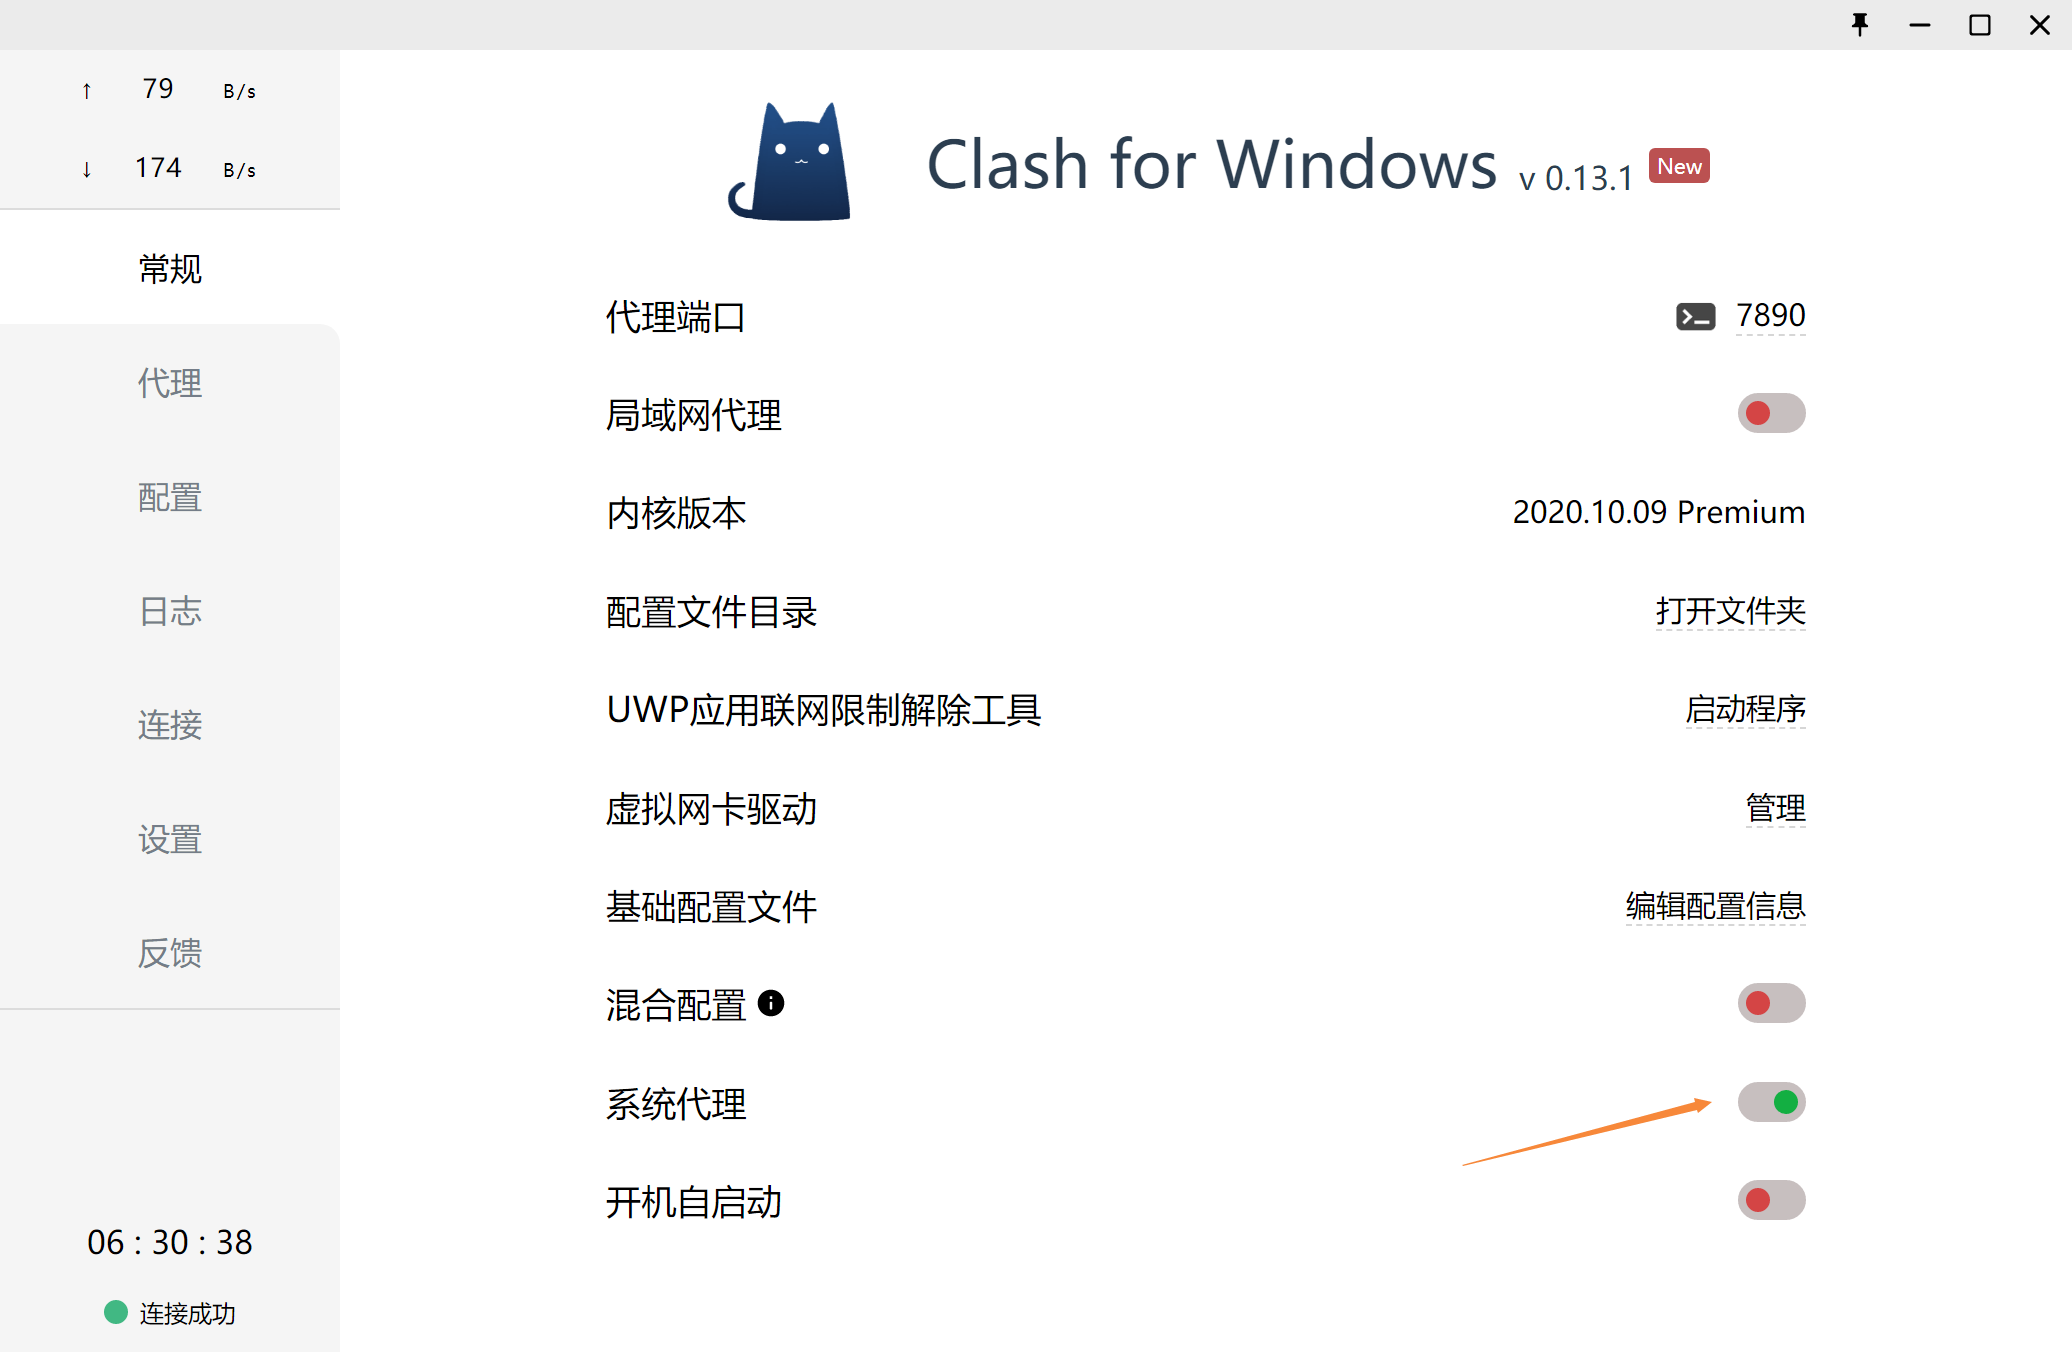 ↑ 79 B/s
↓ 174 B/s
常规
代理
配置
日志
连接
设置
反馈
06 : 30 : 38
连接成功
Clash for Windows v 0.13.1 New
代理端口 7890
局域网代理
内核版本 2020.10.09 Premium
配置文件目录 打开文件夹
UWP应用联网限制解除工具 启动程序
虚拟网卡驱动 管理
基础配置文件 编辑配置信息
混合配置
系统代理
开机自启动